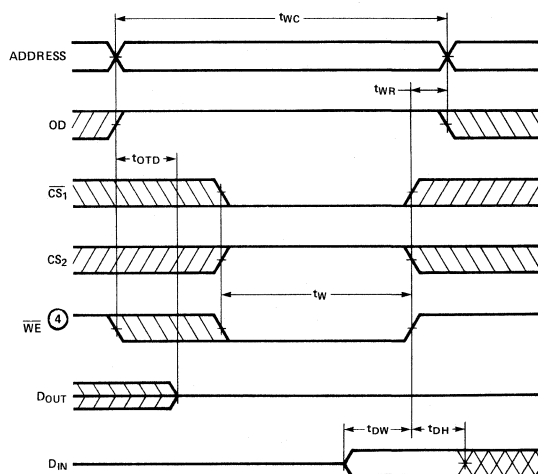 tWC
ADDRESS
tWR
OD
tOTD
CS1
CS2
tW
WE 4
DOUT
tDW
tDH
DIN